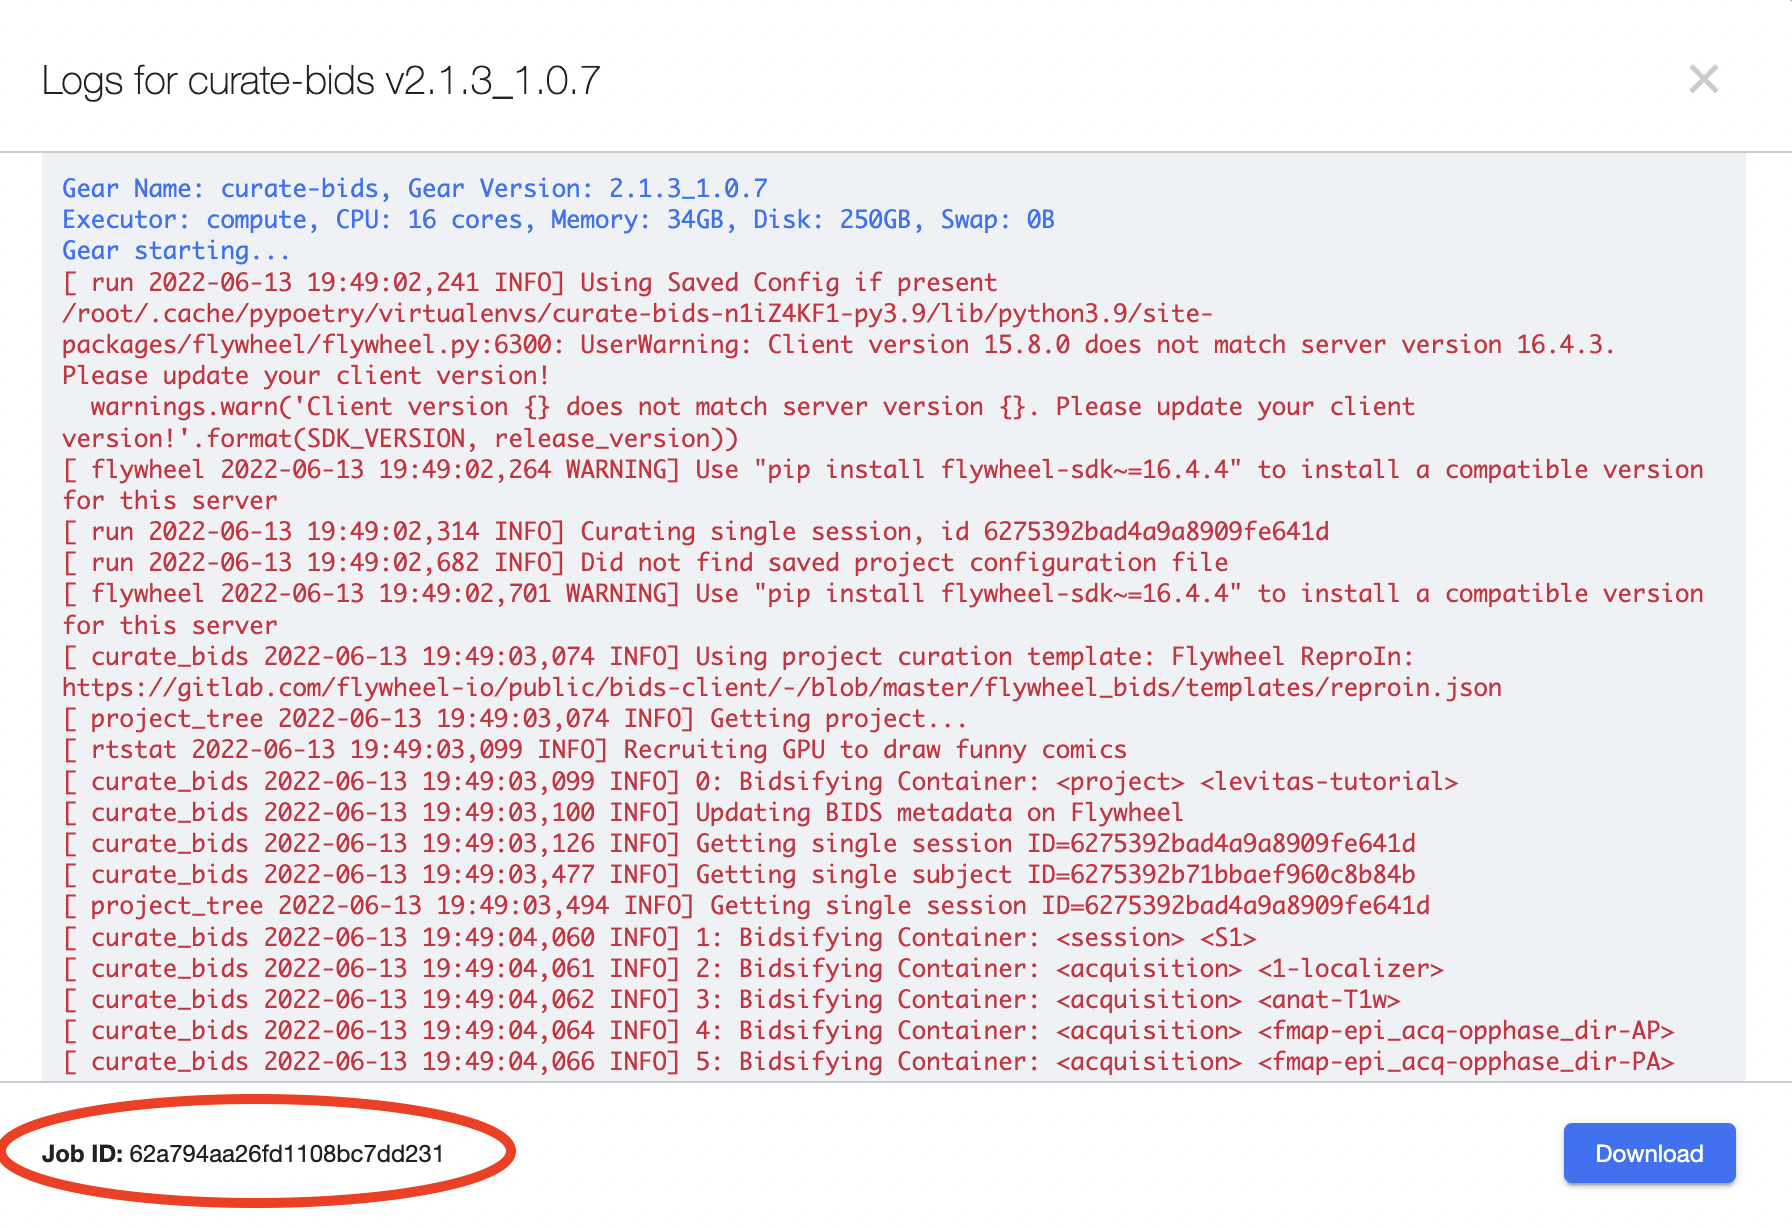 Logs for curate-bids v2.1.3_1.0.7
Gear Name: curate-bids, Gear Version: 2.1.3_1.0.7
Executor: compute, CPU: 16 cores, Memory: 34GB, Disk: 250GB, Swap: 0B
Gear starting...
[ run 2022-06-13 19:49:02,241 INFO] Using Saved Config if present
/root/.cache/pypoetry/virtualenvs/curate-bids-n1iZ4KF1-py3.9/lib/python3.9/site-
packages/flywheel/flywheel.py:6300: UserWarning: Client version 15.8.0 does not match server version 16.4.3.
Please update your client version!
  warnings.warn('Client version {} does not match server version {}. Please update your client
version!'.format(SDK_VERSION, release_version))
[ flywheel 2022-06-13 19:49:02,264 WARNING] Use "pip install flywheel-sdk~=16.4.4" to install a compatible version
for this server
[ run 2022-06-13 19:49:02,314 INFO] Curating single session, id 6275392bad4a9a8909fe641d
[ run 2022-06-13 19:49:02,682 INFO] Did not find saved project configuration file
[ flywheel 2022-06-13 19:49:02,701 WARNING] Use "pip install flywheel-sdk~=16.4.4" to install a compatible version
for this server
[ curate_bids 2022-06-13 19:49:03,074 INFO] Using project curation template: Flywheel ReproIn:
https://gitlab.com/flywheel-io/public/bids-client/-/blob/master/flywheel_bids/templates/reproin.json
[ project_tree 2022-06-13 19:49:03,074 INFO] Getting project...
[ rtstat 2022-06-13 19:49:03,099 INFO] Recruiting GPU to draw funny comics
[ curate_bids 2022-06-13 19:49:03,099 INFO] 0: Bidsifying Container: <project> <levitas-tutorial>
[ curate_bids 2022-06-13 19:49:03,100 INFO] Updating BIDS metadata on Flywheel
[ curate_bids 2022-06-13 19:49:03,126 INFO] Getting single session ID=6275392bad4a9a8909fe641d
[ curate_bids 2022-06-13 19:49:03,477 INFO] Getting single subject ID=6275392b71bbaef960c8b84b
[ project_tree 2022-06-13 19:49:03,494 INFO] Getting single session ID=6275392bad4a9a8909fe641d
[ curate_bids 2022-06-13 19:49:04,060 INFO] 1: Bidsifying Container: <session> <S1>
[ curate_bids 2022-06-13 19:49:04,061 INFO] 2: Bidsifying Container: <acquisition> <1-localizer>
[ curate_bids 2022-06-13 19:49:04,062 INFO] 3: Bidsifying Container: <acquisition> <anat-T1w>
[ curate_bids 2022-06-13 19:49:04,064 INFO] 4: Bidsifying Container: <acquisition> <fmap-epi_acq-opphase_dir-AP>
[ curate_bids 2022-06-13 19:49:04,066 INFO] 5: Bidsifying Container: <acquisition> <fmap-epi_acq-opphase_dir-PA>
Job ID: 62a794aa26fd1108bc7dd231
Download